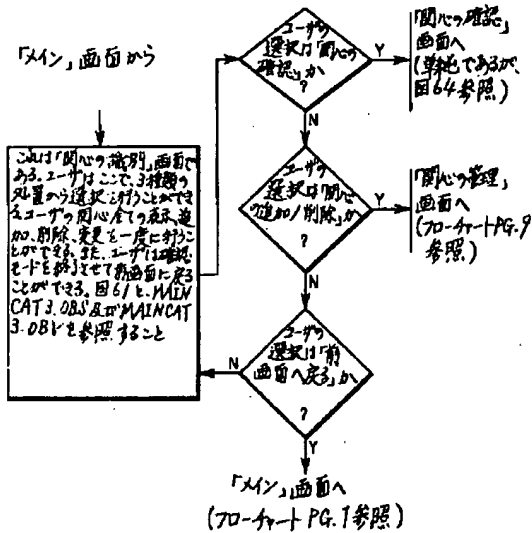 「メイン」画面から
これは「関心の識別」画面で
ある。ユーザはここで、3種類の
処置から選択を行うことができ
る。ユーザの関心全ての表示、追
加、削除、変更を一度に行うこ
とができる。また、ユーザは確認
モードを終了させて前画面に戻る
ことができる。図61と、MAIN
CAT3.OBS及びMAINCAT
3.OBVを参照すること
ユーザの
選択は「関心の
確認」か
?
Y
N
「関心の確認」
画面へ
(単純であるが、
図64参照)
ユーザの
選択は「関心
の追加/削除」か
?
Y
N
「関心の管理」
画面へ
(フローチャートPG.9
参照)
ユーザの
選択は「前
画面へ戻る」か
?
N
Y
「メイン」画面へ
(フローチャートPG.1参照)